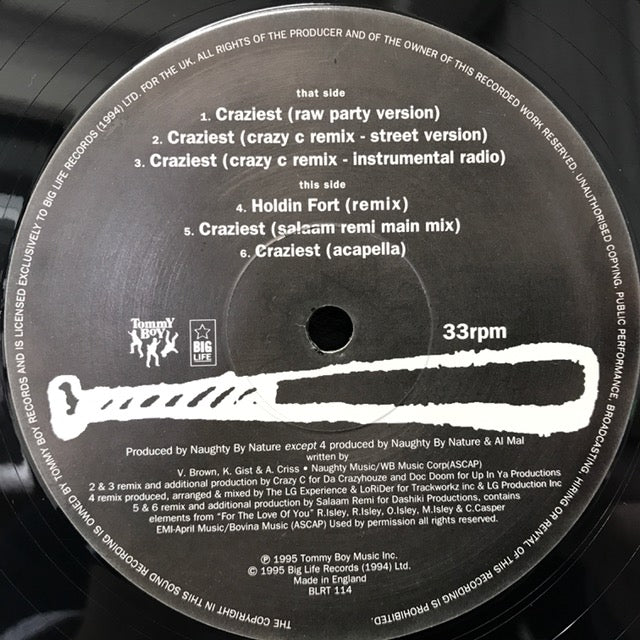 THE COPYRIGHT IN THIS SOUND RECORDING IS OWNED BY TOMMY BOY RECORDS AND IS LICENSED EXCLUSIVELY TO BIG LIFE RECORDS (1994) LTD. FOR THE UK. ALL RIGHTS OF THE PRODUCER AND OF THE OWNER OF THIS RECORDED WORK RESERVED. UNAUTHORISED COPYING, PUBLIC PERFORMANCE, BROADCASTING, HIRING OR RENTAL OF THIS RECORDING IS PROHIBITED.
that side
1. Craziest (raw party version)
2. Craziest (crazy c remix - street version)
3. Craziest (crazy c remix - instrumental radio)
this side
4. Holdin Fort (remix)
5. Craziest (salaam remi main mix)
6. Craziest (acapella)
Tommy
Boy
BIG
LIFE
33rpm
Produced by Naughty By Nature except 4 produced by Naughty By Nature & Al Mal
written by
V. Brown, K. Gist & A. Criss • Naughty Music/WB Music Corp(ASCAP)
2 & 3 remix and additional production by Crazy C for Da Crazyhouze and Doc Doom for Up In Ya Productions
4 remix produced, arranged & mixed by The LG Experience & LoRiDer for Trackworkz inc & LG Production Inc
5 & 6 remix and additional production by Salaam Remi for Dashiki Productions, contains
elements from "For The Love Of You" R.Isley, R.Isley, O.Isley, M.Isley & C.Casper
EMI-April Music/Bovina Music (ASCAP) Used by permission all rights reserved.
℗ 1995 Tommy Boy Music Inc.
© 1995 Big Life Records (1994) Ltd.
Made in England
BLRT 114